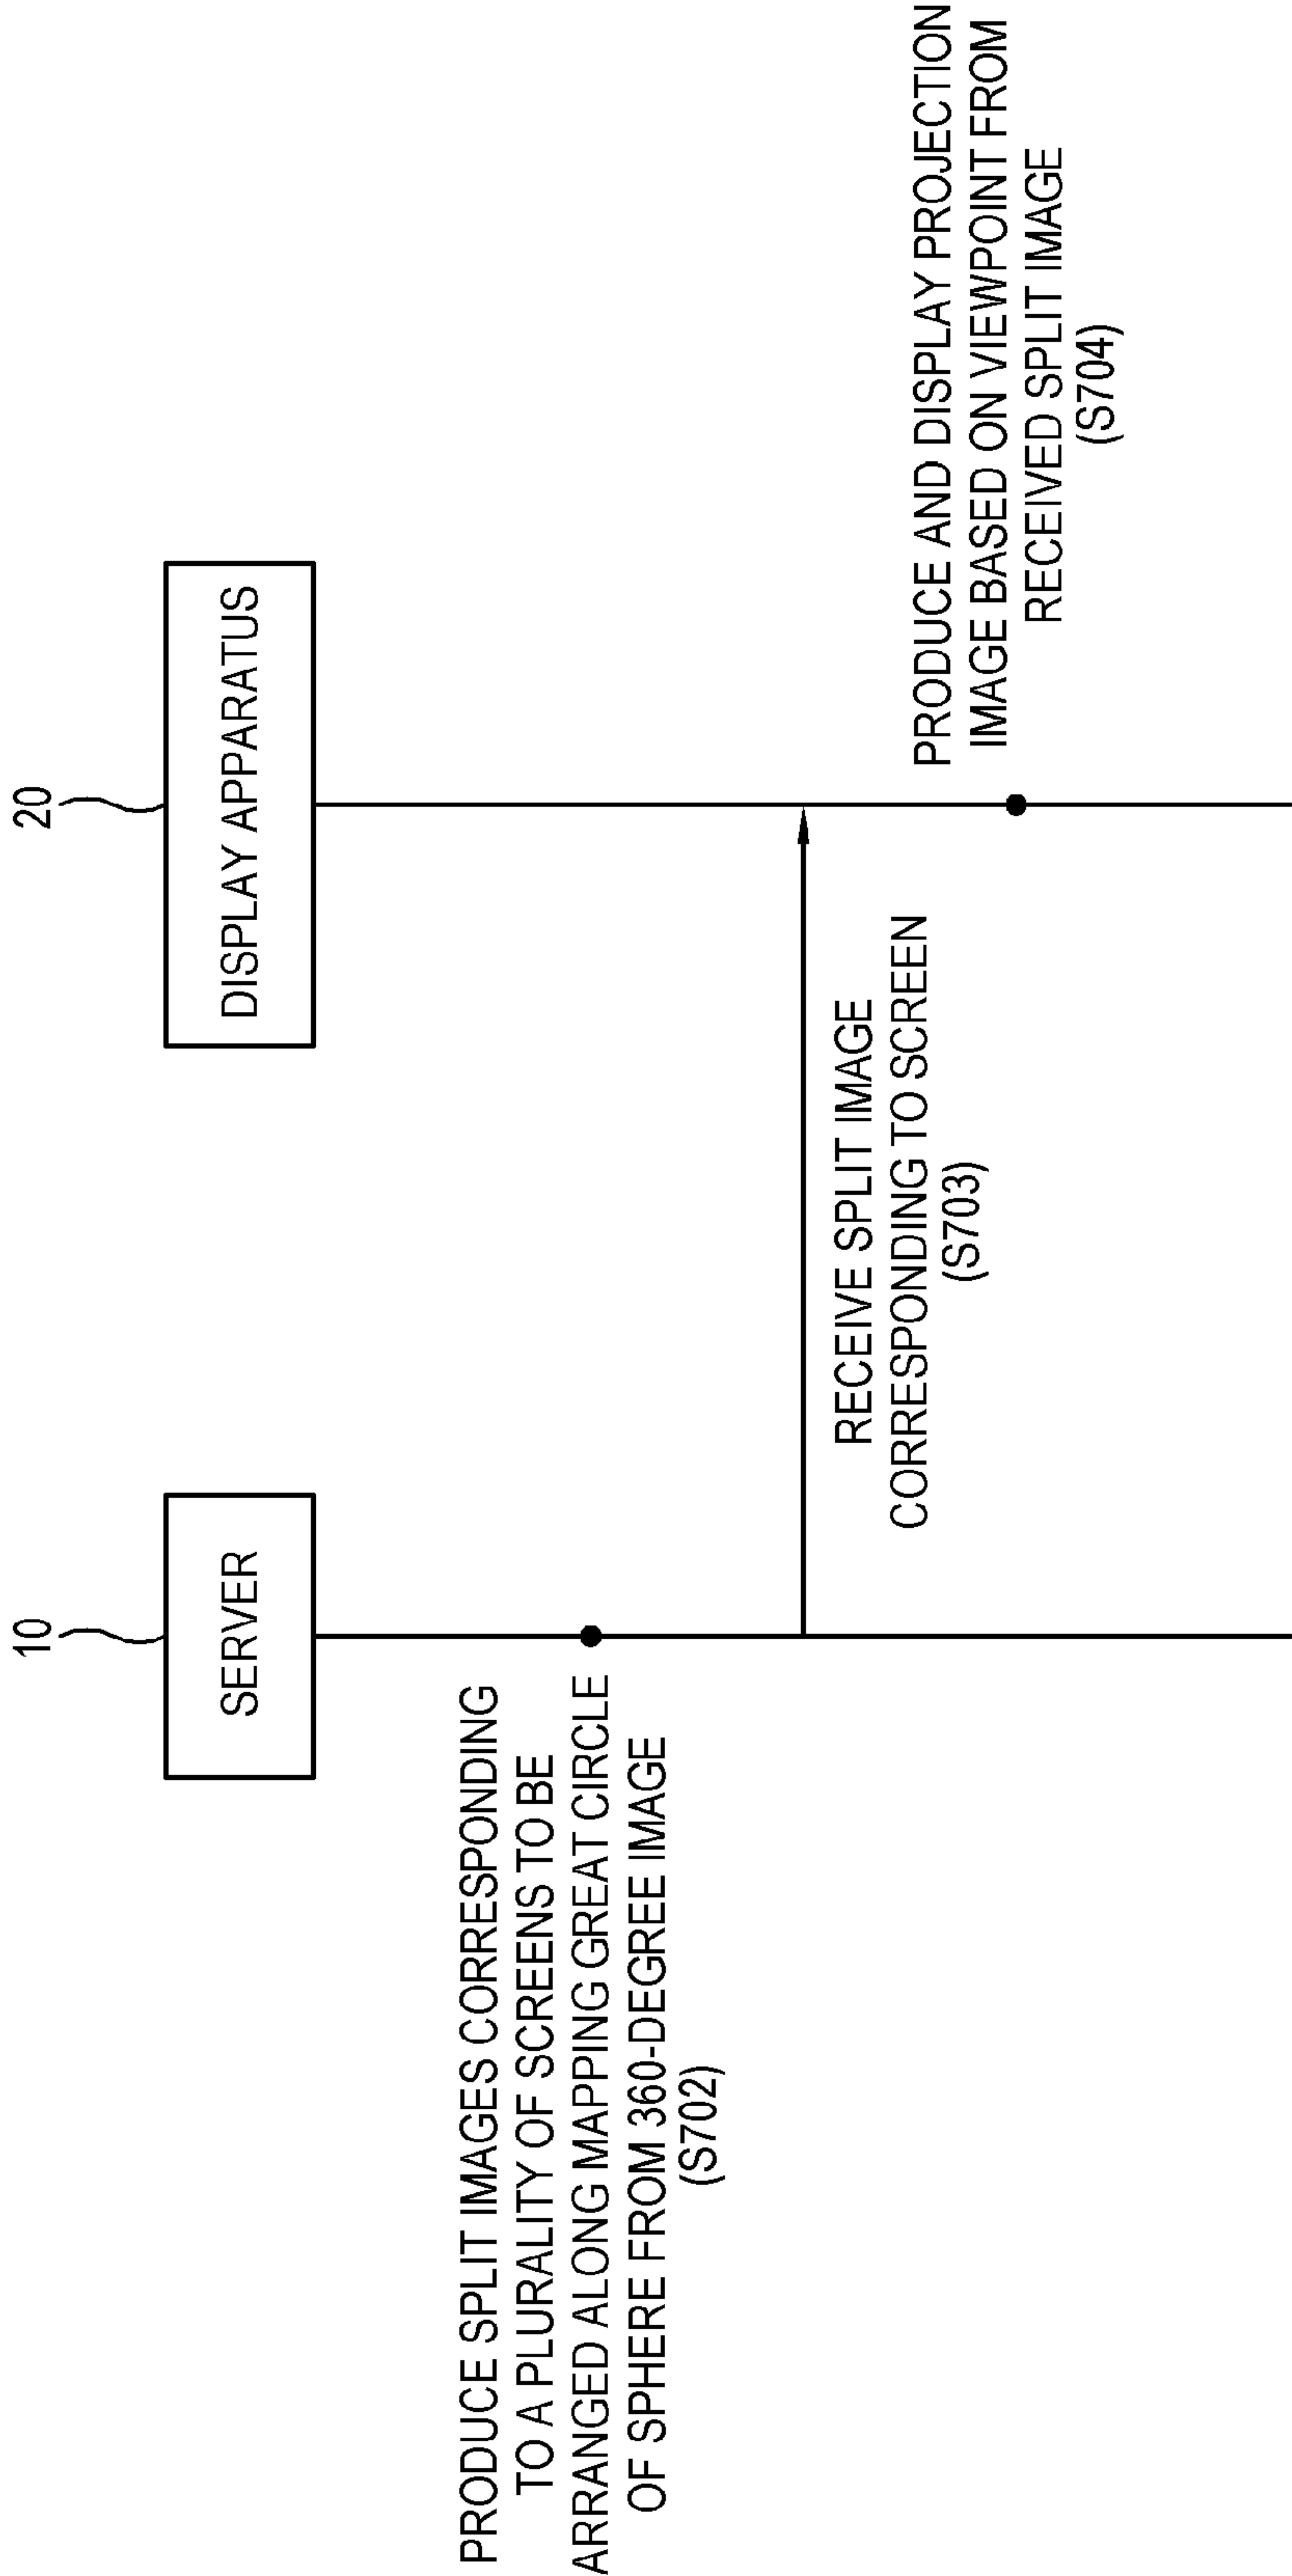 10
20
SERVER
DISPLAY APPARATUS
PRODUCE SPLIT IMAGES CORRESPONDING
TO A PLURALITY OF SCREENS TO BE
ARRANGED ALONG MAPPING GREAT CIRCLE
OF SPHERE FROM 360-DEGREE IMAGE
(S702)
RECEIVE SPLIT IMAGE
CORRESPONDING TO SCREEN
(S703)
PRODUCE AND DISPLAY PROJECTION
IMAGE BASED ON VIEWPOINT FROM
RECEIVED SPLIT IMAGE
(S704)